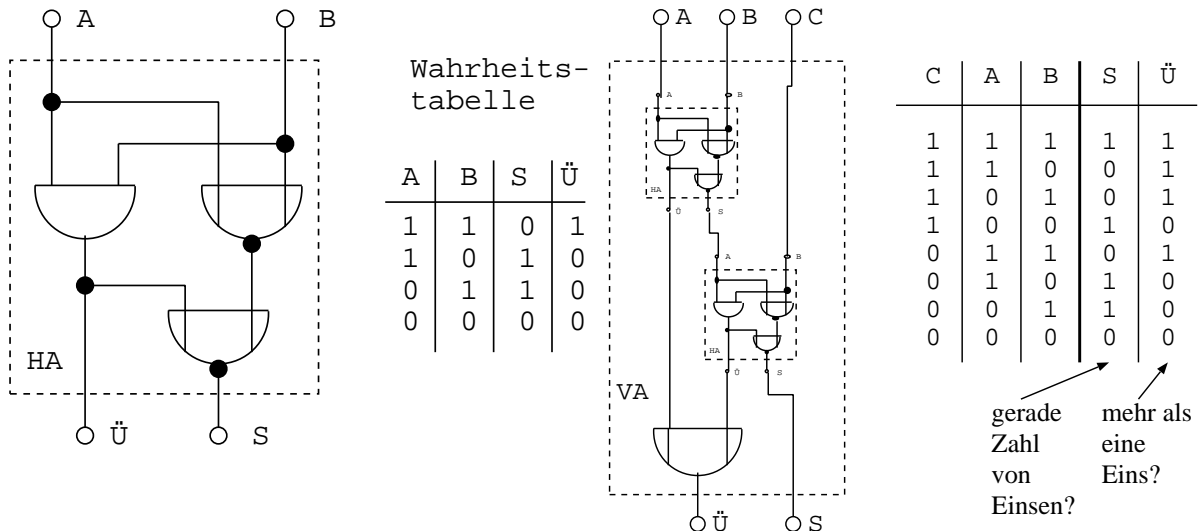 A B
HA
Ü S
Wahrheits-
tabelle
A B S Ü
1 1 0 1
1 0 1 0
0 1 1 0
0 0 0 0
A B C
A B
HA
Ü S
A B
HA
Ü S
VA
Ü S
C A B S Ü
1 1 1 1 1
1 1 0 0 1
1 0 1 0 1
1 0 0 1 0
0 1 1 0 1
0 1 0 1 0
0 0 1 1 0
0 0 0 0 0
gerade
Zahl
von
Einsen?
mehr als
eine
Eins?